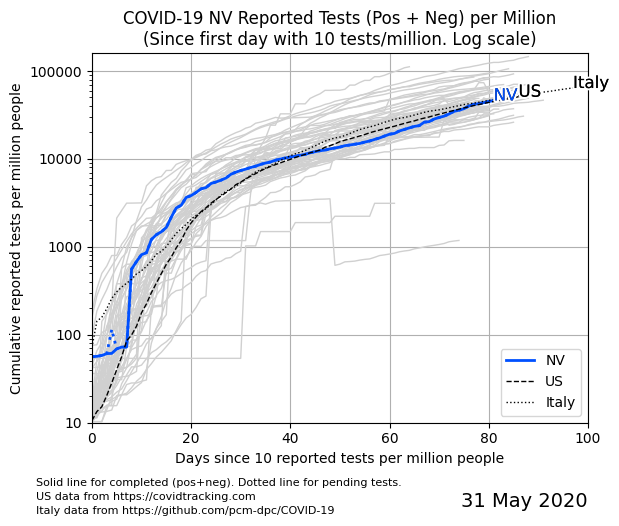 COVID-19 NV Reported Tests (Pos + Neg) per Million
(Since first day with 10 tests/million. Log scale)
Cumulative reported tests per million people
100000
10000
1000
100
10
NV
US
Italy
NV
US
Italy
0
20
40
60
80
100
Days since 10 reported tests per million people
Solid line for completed (pos+neg). Dotted line for pending tests.
US data from https://covidtracking.com
Italy data from https://github.com/pcm-dpc/COVID-19
31 May 2020